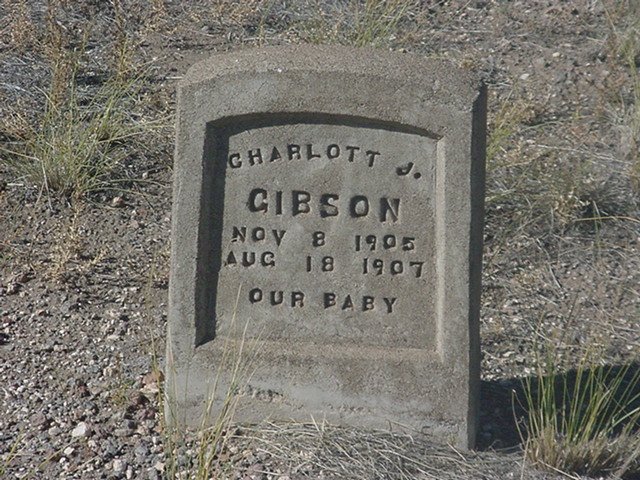 CHARLOTT J.
GIBSON
NOV 8 1905
AUG 18 1907
OUR BABY